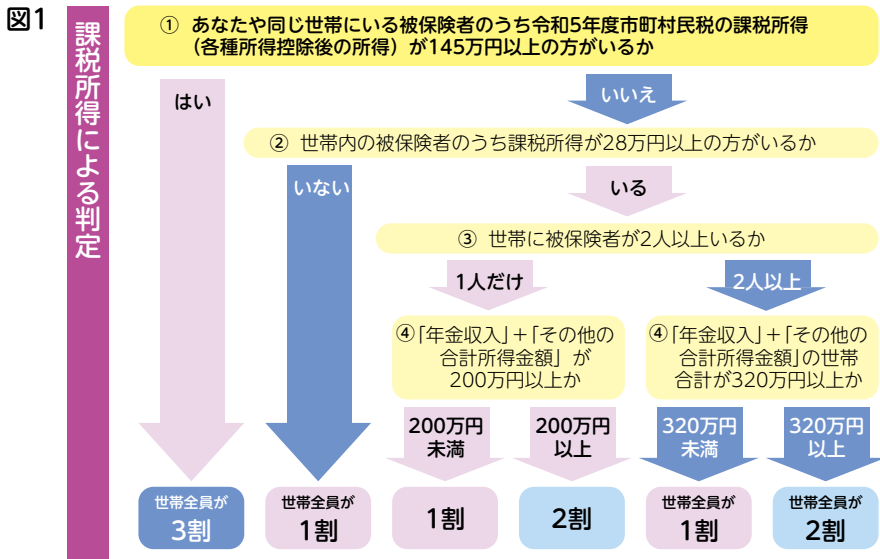 図1
課税所得による判定
① あなたや同じ世帯にいる被保険者のうち令和5年度市町村民税の課税所得
（各種所得控除後の所得）が145万円以上の方がいるか
はい
いいえ
② 世帯内の被保険者のうち課税所得が28万円以上の方がいるか
いない
いる
③ 世帯に被保険者が2人以上いるか
1人だけ
2人以上
④「年金収入」＋「その他の
合計所得金額」が
200万円以上か
④「年金収入」＋「その他の
合計所得金額」の世帯
合計が320万円以上か
200万円
未満
200万円
以上
320万円
未満
320万円
以上
世帯全員が
3割
世帯全員が
1割
1割
2割
世帯全員が
1割
世帯全員が
2割